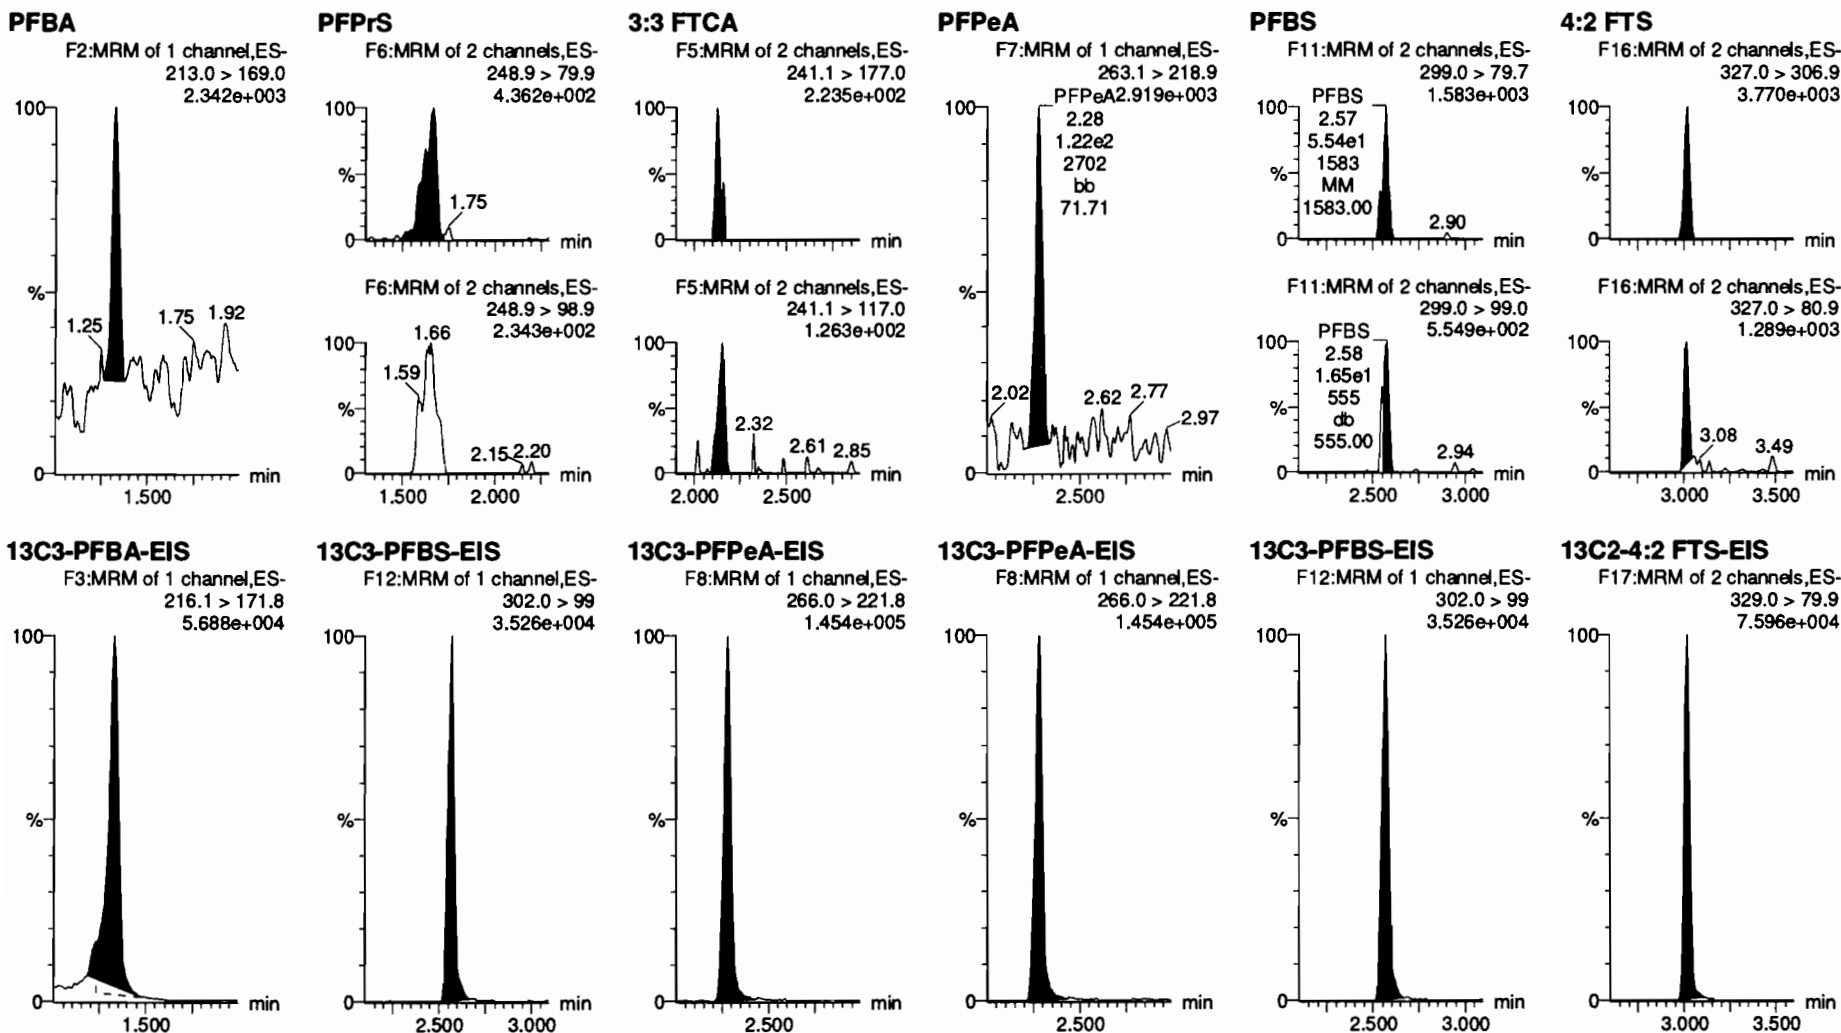 PFBA
F2:MRM of 1 channel,ES-
213.0 > 169.0
2.342e+003
100
%
0
1.25
1.75
1.92
min
1.500
PFPrS
F6:MRM of 2 channels,ES-
248.9 > 79.9
4.362e+002
100
%
0
1.75
min
F6:MRM of 2 channels,ES-
248.9 > 98.9
2.343e+002
100
%
0
1.66
1.59
2.15
2.20
min
1.500
2.000
3:3 FTCA
F5:MRM of 2 channels,ES-
241.1 > 177.0
2.235e+002
100
%
0
min
F5:MRM of 2 channels,ES-
241.1 > 117.0
1.263e+002
100
%
0
2.32
2.61
2.85
min
2.000
2.500
PFPeA
F7:MRM of 1 channel,ES-
263.1 > 218.9
PFPeA2.919e+003
2.28
1.22e2
2702
bb
71.71
100
%
0
2.02
2.62
2.77
2.97
min
2.500
PFBS
F11:MRM of 2 channels,ES-
299.0 > 79.7
1.583e+003
PFBS
2.57
5.54e1
1583
MM
1583.00
100
%
0
2.90
min
F11:MRM of 2 channels,ES-
299.0 > 99.0
5.549e+002
PFBS
2.58
1.65e1
555
db
555.00
100
%
0
2.94
min
2.500
3.000
4:2 FTS
F16:MRM of 2 channels,ES-
327.0 > 306.9
3.770e+003
100
%
0
min
F16:MRM of 2 channels,ES-
327.0 > 80.9
1.289e+003
100
%
0
3.08
3.49
min
3.000
3.500
13C3-PFBA-EIS
F3:MRM of 1 channel,ES-
216.1 > 171.8
5.688e+004
100
%
0
min
1.500
13C3-PFBS-EIS
F12:MRM of 1 channel,ES-
302.0 > 99
3.526e+004
100
%
0
min
2.500
3.000
13C3-PFPeA-EIS
F8:MRM of 1 channel,ES-
266.0 > 221.8
1.454e+005
100
%
0
min
2.500
13C3-PFPeA-EIS
F8:MRM of 1 channel,ES-
266.0 > 221.8
1.454e+005
100
%
0
min
2.500
13C3-PFBS-EIS
F12:MRM of 1 channel,ES-
302.0 > 99
3.526e+004
100
%
0
min
2.500
3.000
13C2-4:2 FTS-EIS
F17:MRM of 2 channels,ES-
329.0 > 79.9
7.596e+004
100
%
0
min
3.000
3.500